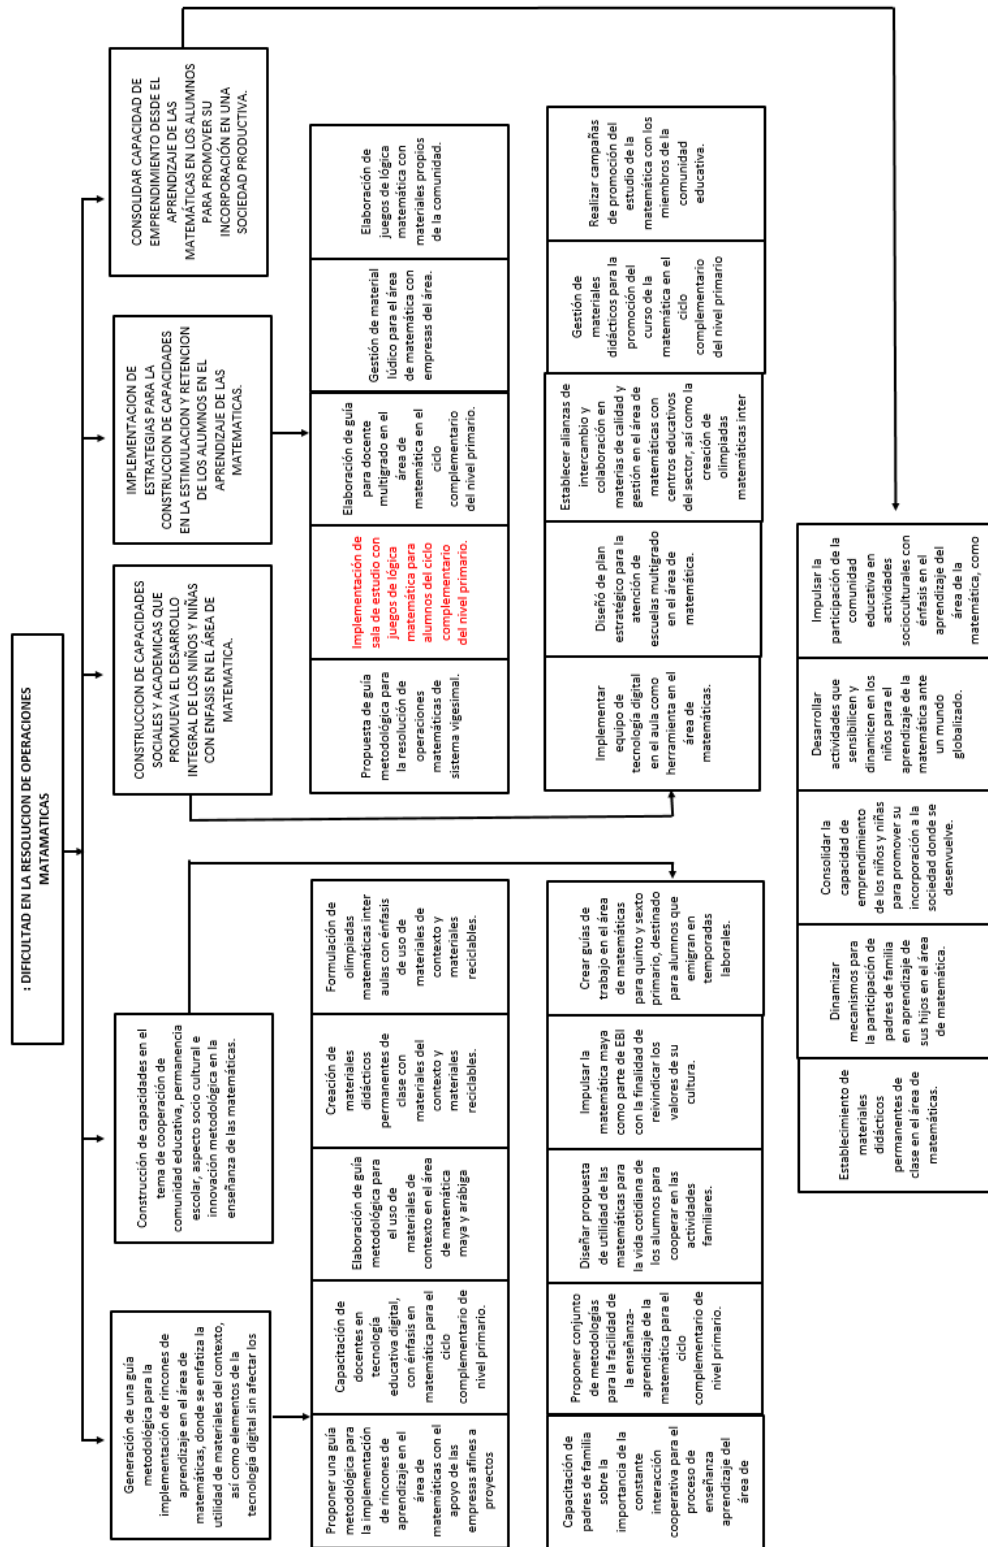 : DIFICULTAD EN LA RESOLUCION DE OPERACIONES
MATAMATICAS
Generación de una guía
metodológica para la
implementación de rincones de
aprendizaje en el área de
matemáticas, donde se enfatiza la
utilidad de materiales del contexto,
así como elementos de la
tecnología digital sin afectar los
Construcción de capacidades en el
tema de cooperación de
comunidad educativa, permanencia
escolar, aspecto socio cultural e
innovación metodológica en la
enseñanza de las matemáticas.
CONSTRUCCION DE CAPACIDADES
SOCIALES Y ACADEMICAS QUE
PROMUEVA EL DESARROLLO
INTEGRAL DE LOS NIÑOS Y NIÑAS
CON ENFASIS EN EL ÁREA DE
MATEMATICA.
IMPLEMENTACION DE
ESTRATEGIAS PARA LA
CONSTRUCCION DE CAPACIDADES
EN LA ESTIMULACION Y RETENCION
DE LOS ALUMNOS EN EL
APRENDIZAJE DE LAS
MATEMATICAS.
CONSOLIDAR CAPACIDAD DE
EMPRENDIMIENTO DESDE EL
APRENDIZAJE DE LAS
MATEMÁTICAS EN LOS ALUMNOS
PARA PROMOVER SU
INCORPORACIÓN EN UNA
SOCIEDAD PRODUCTIVA.
Proponer una guía
metodológica para
la implementación
de rincones de
aprendizaje en el
área de
matemáticas con el
apoyo de las
empresas afines a
proyectos
Capacitación de
docentes en
tecnología
educativa digital,
con énfasis en
matemática para el
ciclo
complementario de
nivel primario.
Elaboración de guía
metodológica para
el uso de
materiales de
contexto en el área
de matemática
maya y arábiga
Creación de
materiales
didácticos
permanentes de
clase con
materiales del
contexto y
materiales
reciclables.
Formulación de
olimpiadas
matemáticas inter
aulas con énfasis
de uso de
materiales de
contexto y
materiales
reciclables.
Propuesta de guía
metodológica para
la resolución de
operaciones
matemáticas de
sistema vigesimal.
Implementación de
sala de estudio con
juegos de lógica
matemática para
alumnos del ciclo
complementario
del nivel primario.
Elaboración de guía
para docente
multigrado en el
área de
matemática en el
ciclo
complementario
del nivel primario.
Gestión de material
lúdico para el área
de matemática con
empresas del área.
Elaboración de
juegos de lógica
matemática con
materiales propios
de la comunidad.
Capacitación de
padres de familia
sobre la
importancia de la
constante
interacción
cooperativa para el
proceso de
enseñanza
aprendizaje del
área de
Proponer conjunto
de metodologías
para la facilidad de
la enseñanza-
aprendizaje de la
matemática para el
ciclo
complementario de
nivel primario.
Diseñar propuesta
de utilidad de las
matemáticas para
la vida cotidiana de
los alumnos para
cooperar en las
actividades
familiares.
Impulsar la
matemática maya
como parte de EBI
con la finalidad de
reivindicar los
valores de su
cultura.
Crear guías de
trabajo en el área
de matemáticas
para quinto y sexto
primario, destinado
para alumnos que
emigran en
temporadas
laborales.
Implementar
equipo de
tecnología digital
en el aula como
herramienta en el
área de
matemáticas.
Diseñó de plan
estratégico para la
atención de
escuelas multigrado
en el área de
matemática.
Establecer alianzas de
intercambio y
colaboración en
materias de calidad y
gestión en el área de
matemáticas con
centros educativos
del sector, así como la
creación de
olimpiadas
matemáticas inter
Gestión de
materiales
didácticos para la
promoción del
curso de la
matemática en el
ciclo
complementario
del nivel primario
Realizar campañas
de promoción del
estudio de la
matemática con los
miembros de la
comunidad
educativa.
Establecimiento de
materiales
didácticos
permanentes de
clase en el área de
matemáticas.
Dinamizar
mecanismos para
la participación de
padres de familia
en aprendizaje de
sus hijos en el área
de matemática.
Consolidar la
capacidad de
emprendimiento
de los niños y niñas
para promover su
incorporación a la
sociedad donde se
desenvuelve.
Desarrollar
actividades que
sensibilicen y
dinamicen en los
niños para el
aprendizaje de la
matemática ante
un mundo
globalizado.
Impulsar la
participación de la
comunidad
educativa en
actividades
socioculturales con
énfasis en el
aprendizaje del
área de la
matemática, como